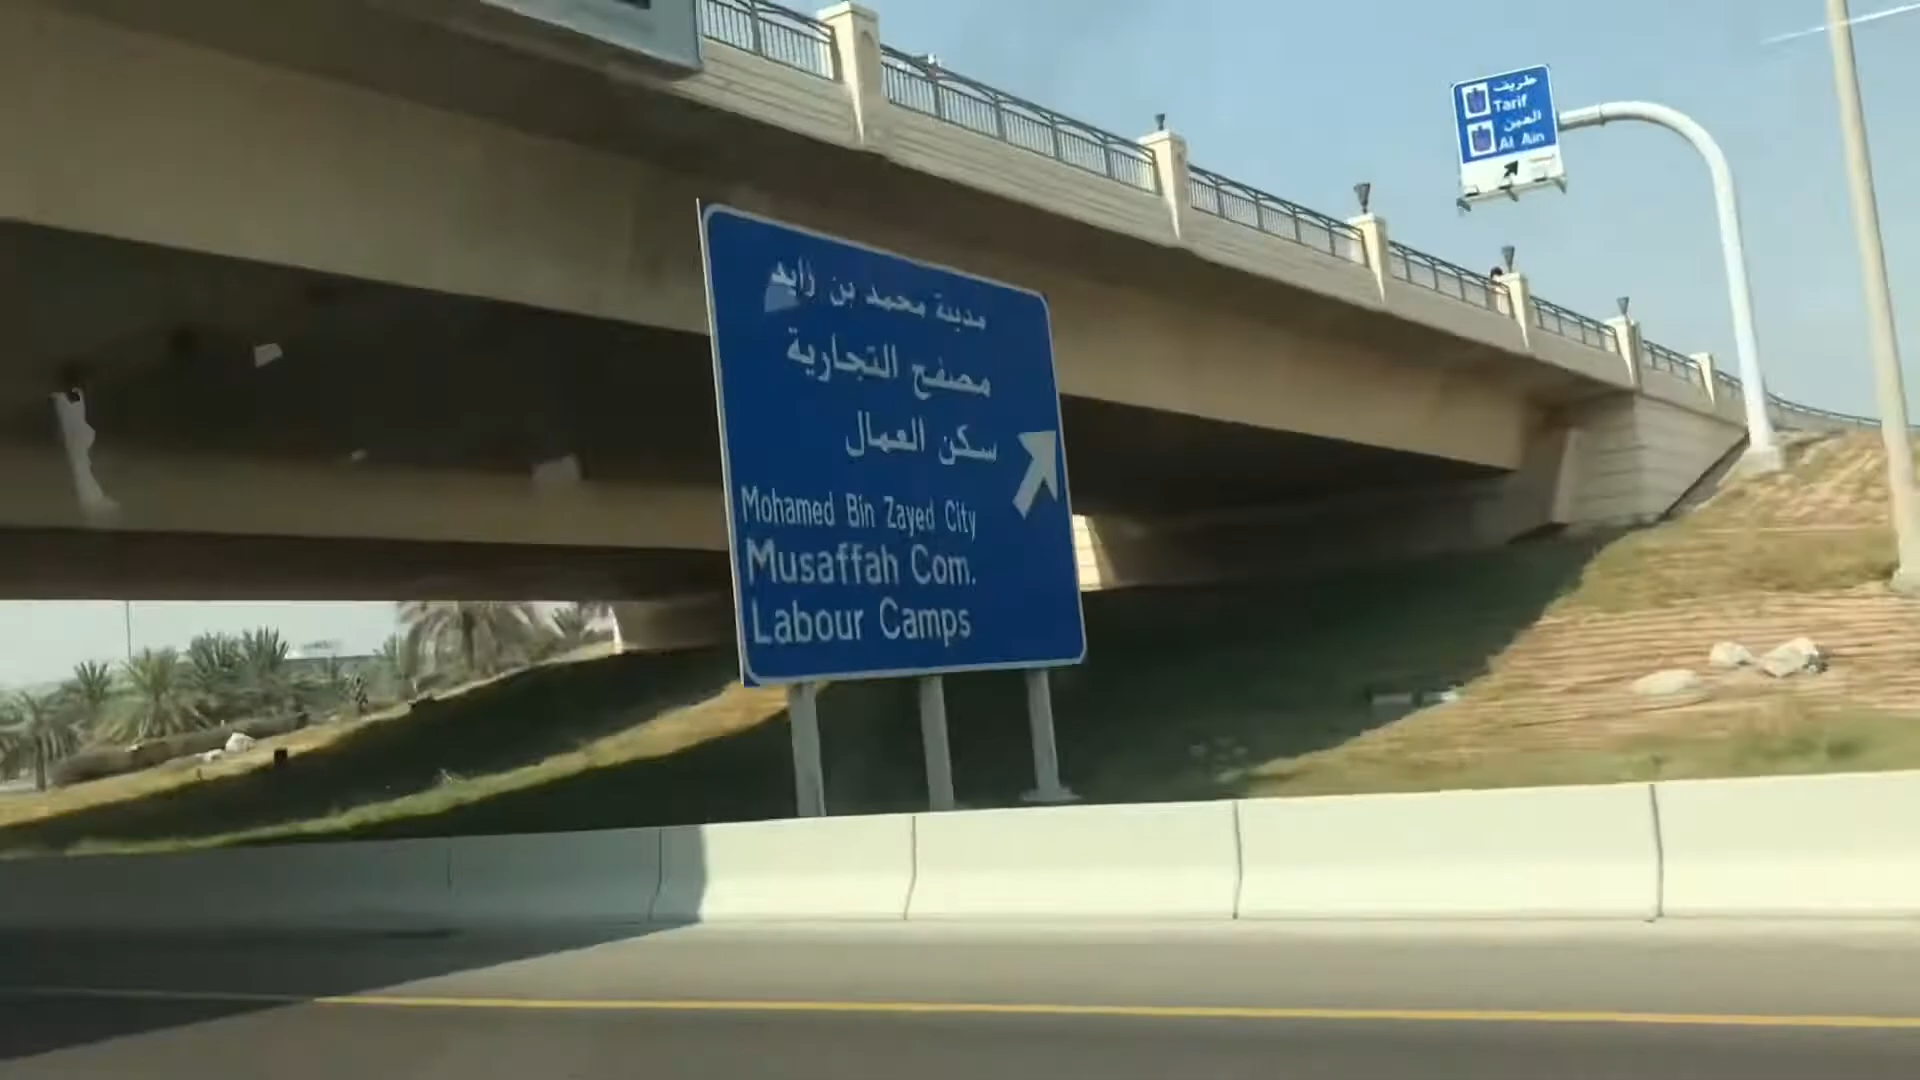 مدينة محمد بن زايد
مصفح التجارية
سكن العمال
Mohamed Bin Zayed City
Musaffah Com.
Labour Camps
طريف
Tarif
العين
Al Ain